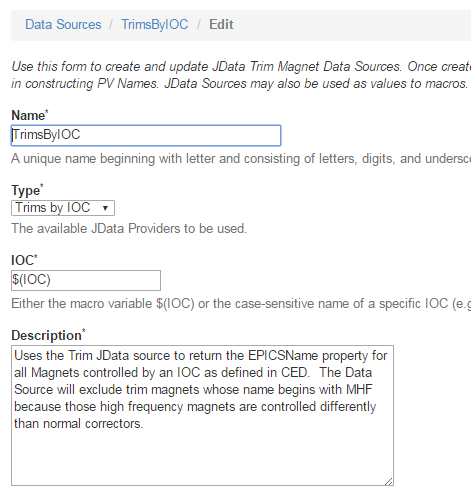 Data Sources / TrimsByIOC / Edit
Use this form to create and update JData Trim Magnet Data Sources. Once
in constructing PV Names. JData Sources may also be used as values to macros.
Name*
TrimsByIOC
A unique name beginning with letter and consisting of letters, digits, and
Type*
Trims by IOC
The available JData Providers to be used.
IOC*
$(IOC)
Either the macro variable $(IOC) or the case-sensitive name of a specific IOC (e.g
Description*
Uses the Trim JData source to return the EPICSName property for
all Magnets controlled by an IOC as defined in CED.  The Data
Source will exclude trim magnets whose name begins with MHF
because those high frequency magnets are controlled differently
than normal correctors.